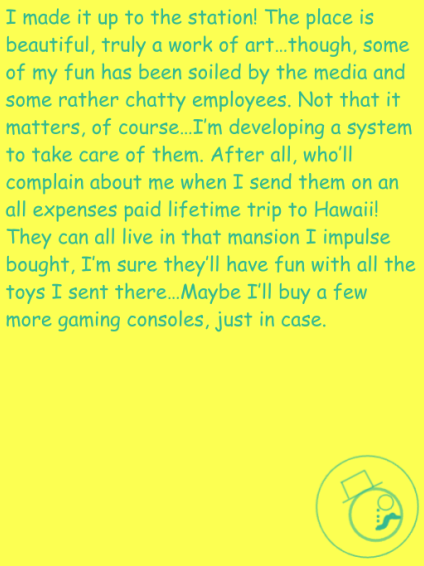 I made it up to the station! The place is
beautiful, truly a work of art…though, some
of my fun has been soiled by the media and
some rather chatty employees. Not that it
matters, of course…I'm developing a system
to take care of them. After all, who'll
complain about me when I send them on an
all expenses paid lifetime trip to Hawaii!
They can all live in that mansion I impulse
bought, I'm sure they'll have fun with all the
toys I sent there…Maybe I'll buy a few
more gaming consoles, just in case.